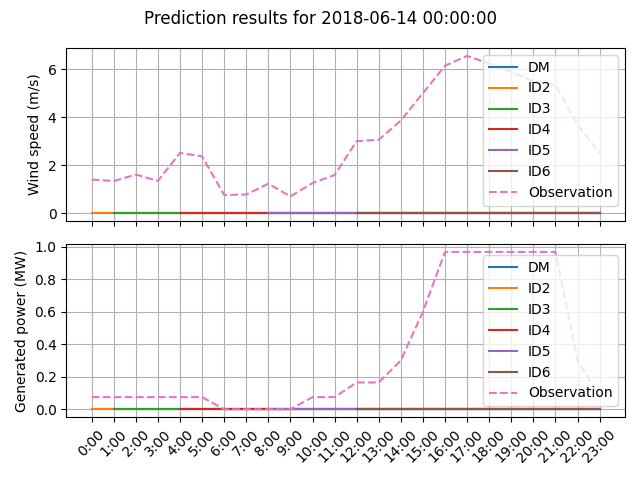 Prediction results for 2018-06-14 00:00:00
Wind speed (m/s)
6
4
2
0
DM
ID2
ID3
ID4
ID5
ID6
Observation
Generated power (MW)
1.0
0.8
0.6
0.4
0.2
0.0
DM
ID2
ID3
ID4
ID5
ID6
Observation
0:00
1:00
2:00
3:00
4:00
5:00
6:00
7:00
8:00
9:00
10:00
11:00
12:00
13:00
14:00
15:00
16:00
17:00
18:00
19:00
20:00
21:00
22:00
23:00